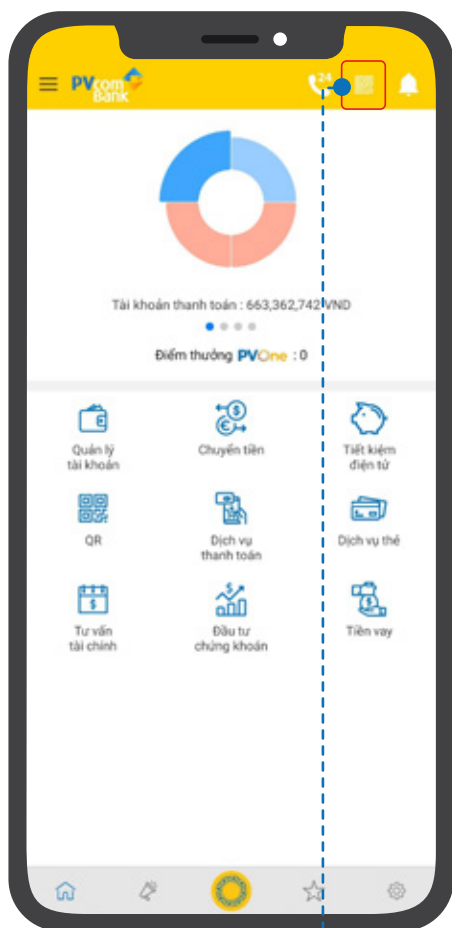 PVcom
Bank
24
Tài khoản thanh toán : 663,362,742 VND
Điểm thưởng PVOne : 0
Quản lý
tài khoản
Chuyển tiền
Tiết kiệm
điện tử
QR
Dịch vụ
thanh toán
Dịch vụ thẻ
Tư vấn
tài chính
Đầu tư
chứng khoán
Tiền vay